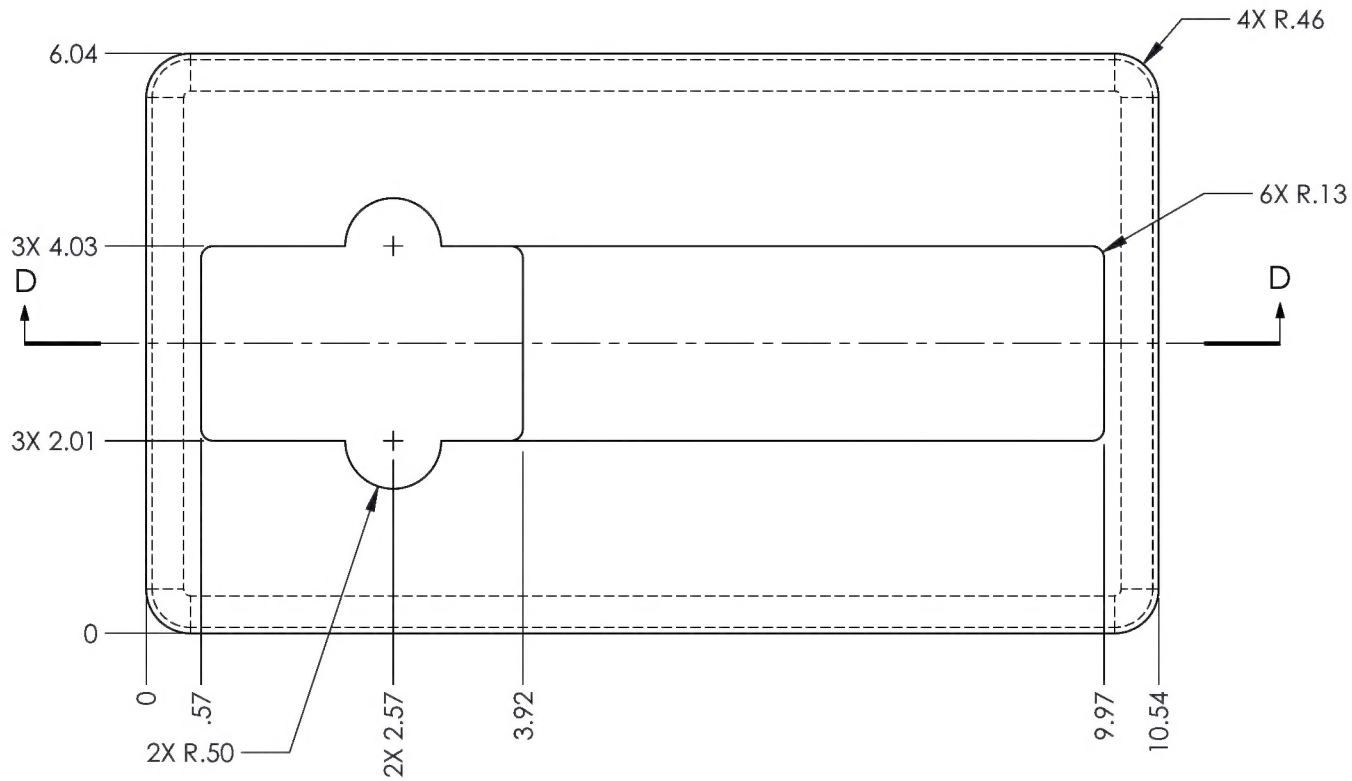 4X R.46
6.04
6X R.13
3X 4.03
D
D
3X 2.01
0
0
.57
2X 2.57
3.92
9.97
10.54
2X R.50